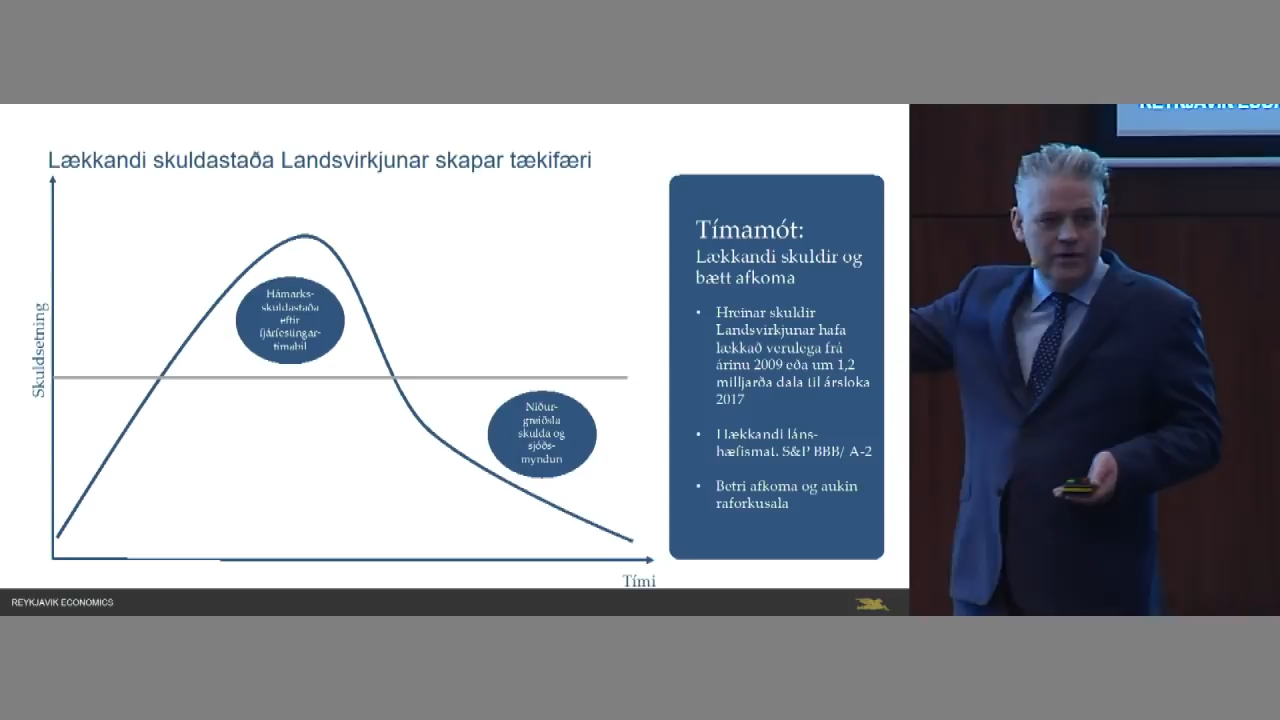 REYKJAVIK ECON
Lækkandi skuldastaða Landsvirkjunar skapar tækifæri
Skuldsetning
Hámarks-
skuldastaða
eftir
fjárfestingar-
tímabil
Niður-
greiðsla
skulda og
sjóðs-
myndun
Tími
Tímamót:
Lækkandi skuldir og
bætt afkoma
• Hreinar skuldir
Landsvirkjunar hafa
lækkað verulega frá
árinu 2009 eða um 1,2
milljarða dala til ársloka
2017
• Hækkandi láns-
hæfismat. S&P BBB/ A-2
• Betri afkoma og aukin
raforkusala
REYKJAVIK ECONOMICS